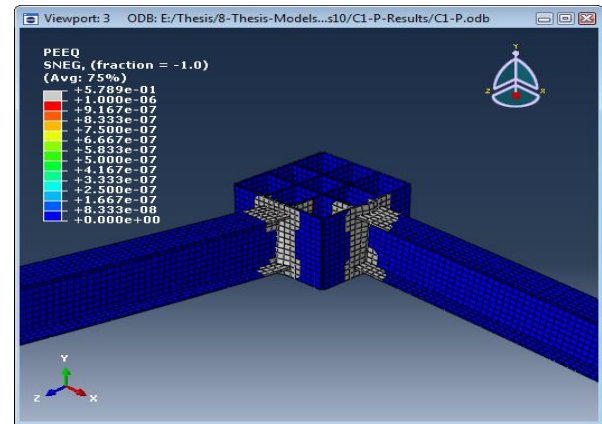 Viewport: 3 ODB: E:/Thesis/8-Thesis-Models...s10/C1-P-Results/C1-P.odb
PEEQ
SNEG, (fraction = -1.0)
(Avg: 75%)
+5.789e-01
+1.000e-06
+9.167e-07
+8.333e-07
+7.500e-07
+6.667e-07
+5.833e-07
+5.000e-07
+4.167e-07
+3.333e-07
+2.500e-07
+1.667e-07
+8.333e-08
+0.000e+00
Y
Z X
Y
Z X